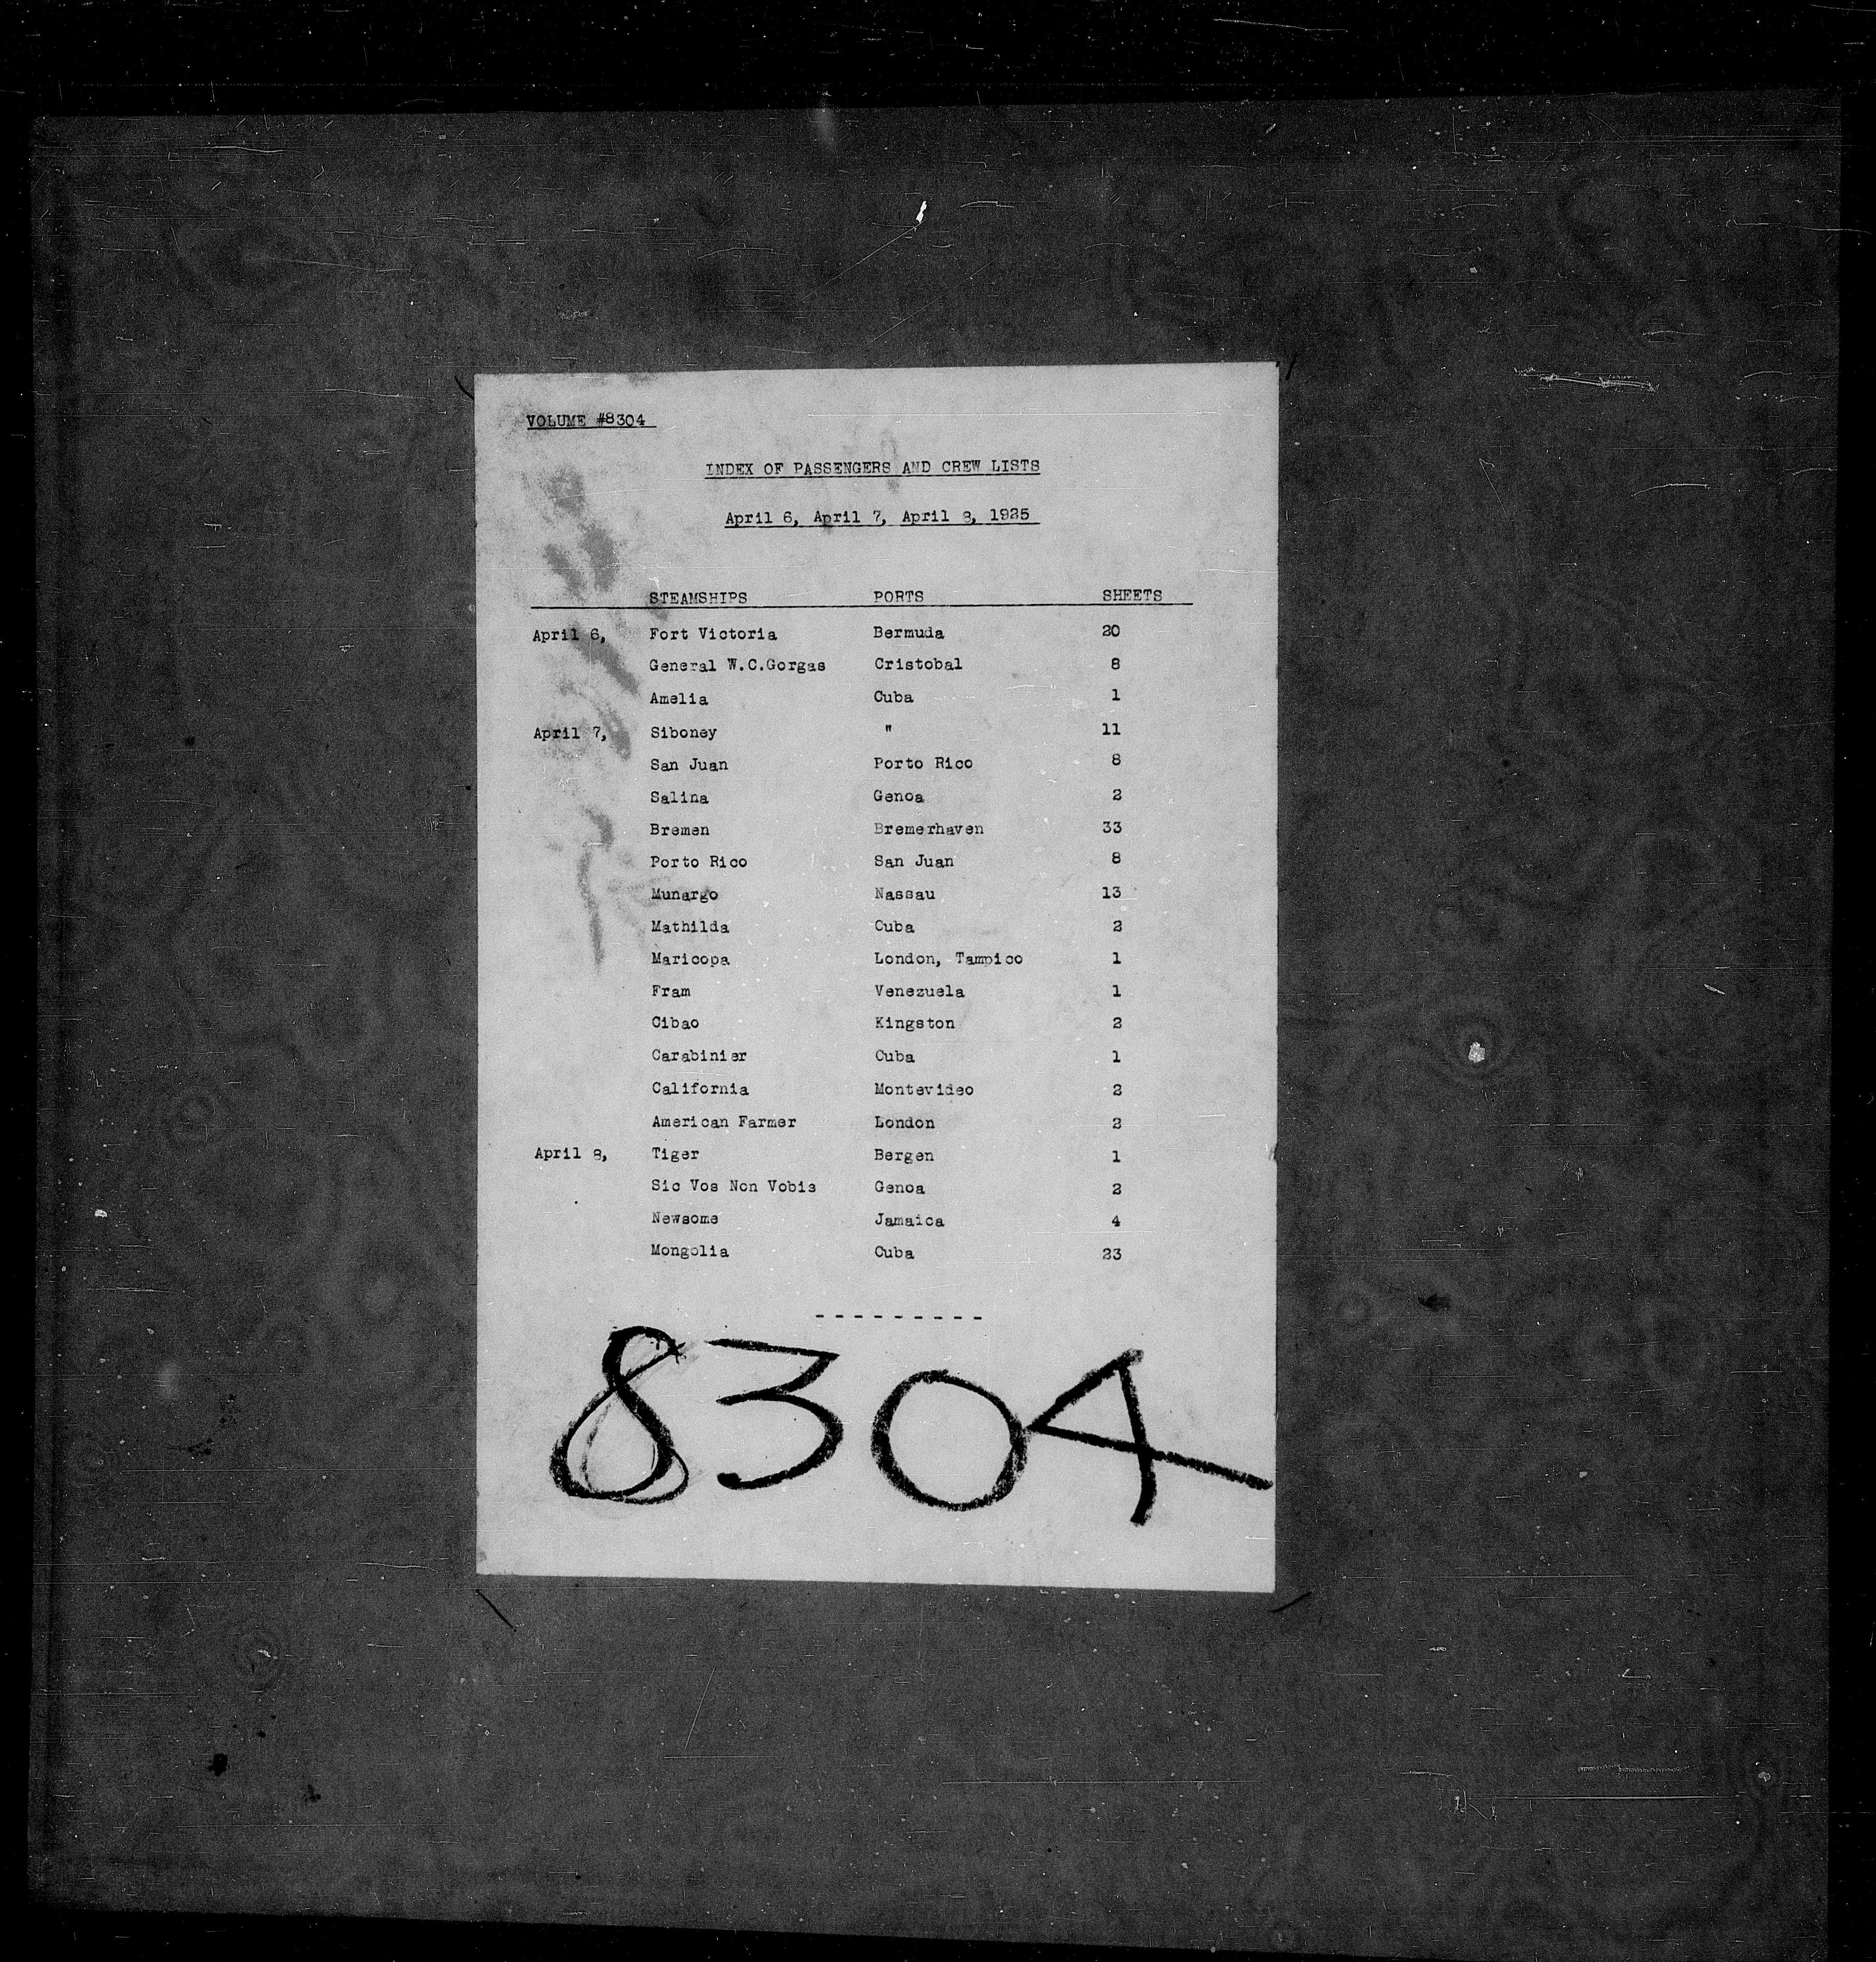 VOLUME #8304
INDEX OF PASSENGERS AND CREW LISTS
April 6, April 7, April 8, 1925
STEAMSHIPS PORTS SHEETS
April 6, Fort Victoria Bermuda 20
General W.C.Gorgas Cristobal 8
Amelia Cuba 1
April 7, Siboney " 11
San Juan Porto Rico 8
Salina Genoa 2
Bremen Bremerhaven 33
Porto Rico San Juan 8
Munargo Nassau 13
Mathilda Cuba 2
Maricopa London, Tampico 1
Fram Venezuela 1
Cibao Kingston 2
Carabinier Cuba 1
California Montevideo 2
American Farmer London 2
April 8, Tiger Bergen 1
Sic Vos Non Vobis Genoa 2
Newsome Jamaica 4
Mongolia Cuba 23
---------
8304